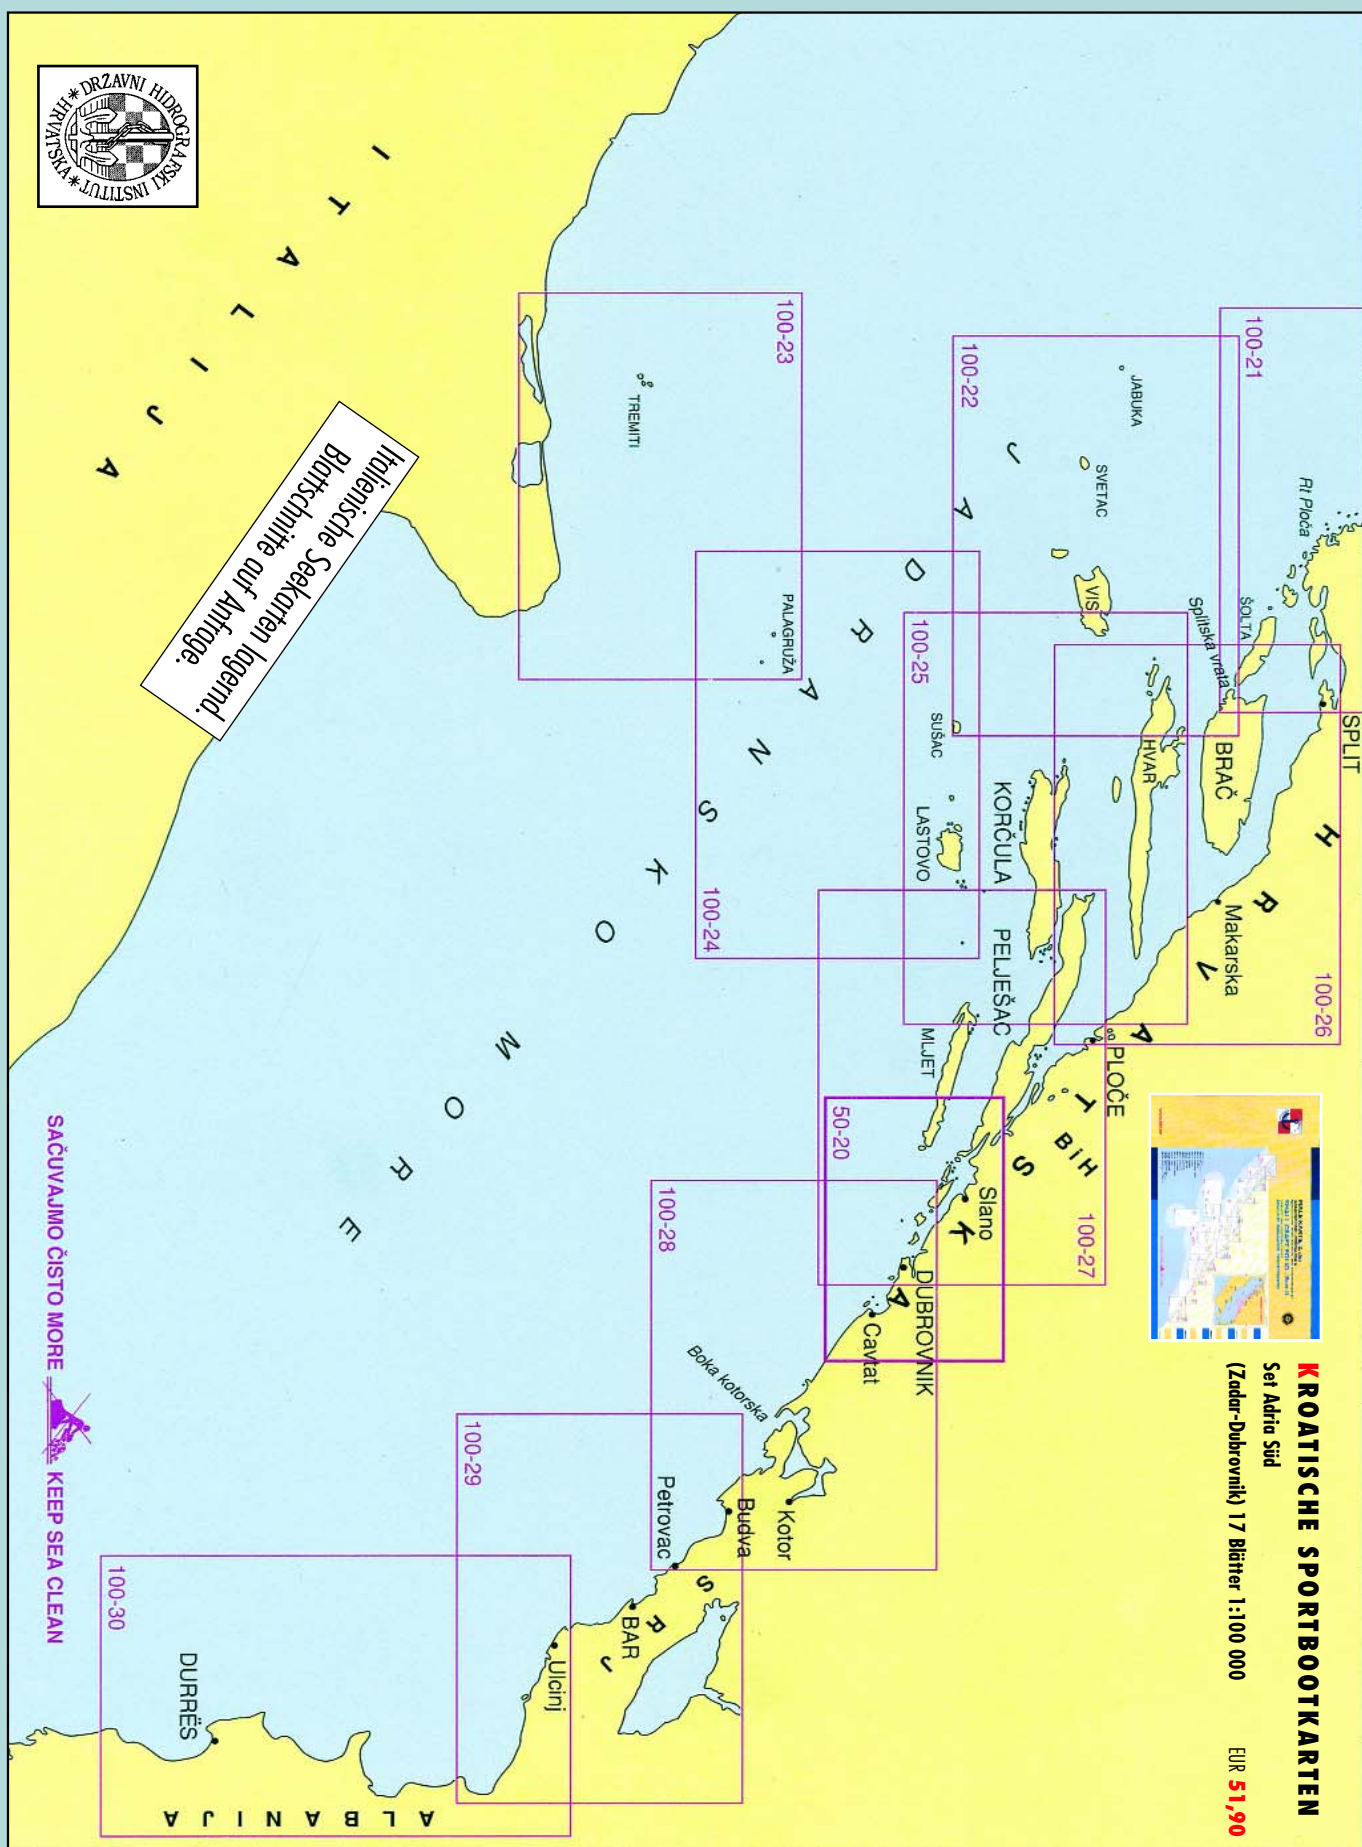 KROATISCHE SPORTBOOTKARTEN
Set Adria Süd
(Zadar-Dubrovnik) 17 Blätter 1:100 000
EUR 51,90
SPLIT
HRVATSKA
100-21
100-26
Rt Ploča
ŠOLTA
Splitska vrata
BRAČ
Makarska
JABUKA
SVETAC
VIS
HVAR
100-22
PLOČE
BiH
KORČULA
PELJEŠAC
100-27
Slano
SUŠAC
LASTOVO
MLJET
100-25
50-20
DUBROVNIK
Cavtat
JADRANSKO MORE
100-23
PALAGRUŽA
100-24
100-28
Boka kotorska
Kotor
Budva
Petrovac
TREMITI
SRJ
BAR
Ulcinj
100-29
100-30
DURRËS
ALBANIJA
ITALIJA
Italienische Seekarten lagernd.
Blattschnitte auf Anfrage.
DRŽAVNI HIDROGRAFSKI INSTITUT
* HRVATSKA *
SAČUVAJMO ČISTO MORE
KEEP SEA CLEAN